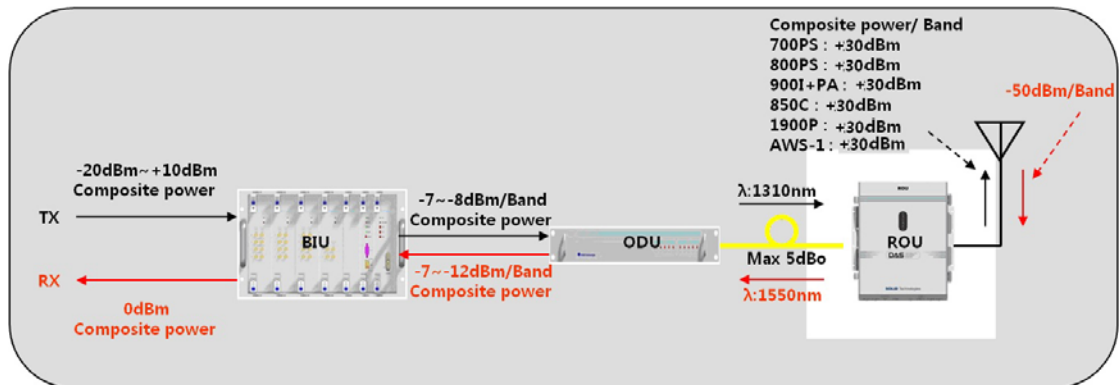 Composite power/ Band
700PS : +30dBm
800PS : +30dBm
900I+PA : +30dBm
850C : +30dBm
1900P : +30dBm
AWS-1 : +30dBm
-50dBm/Band
-20dBm~+10dBm
Composite power
TX
RX
0dBm
Composite power
BIU
-7~-8dBm/Band
Composite power
-7~-12dBm/Band
Composite power
ODU
λ:1310nm
Max 5dBo
λ:1550nm
ROU
ROU
DAS